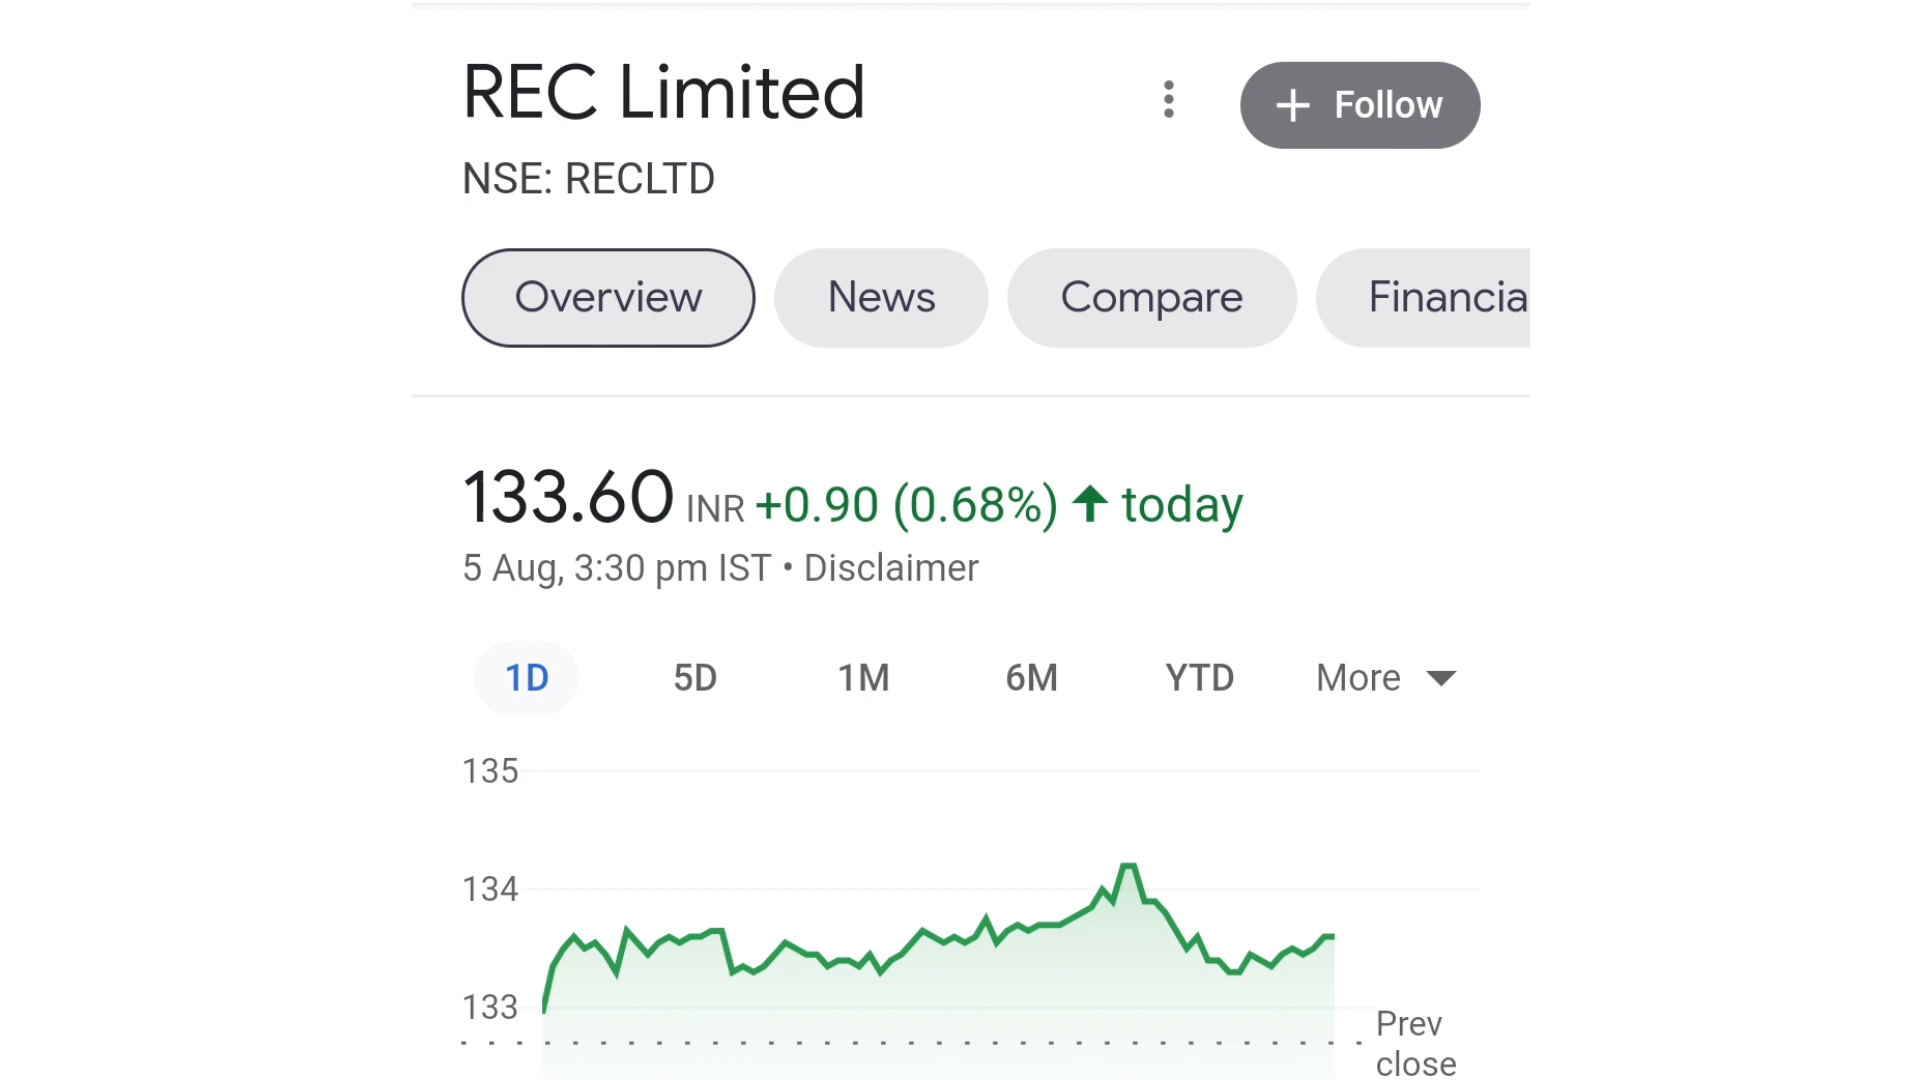 REC Limited
+ Follow
NSE: RECLTD
Overview News Compare Financia
133.60 INR +0.90 (0.68%) ↑ today
5 Aug, 3:30 pm IST • Disclaimer
1D 5D 1M 6M YTD More
135
134
133
Prev
close